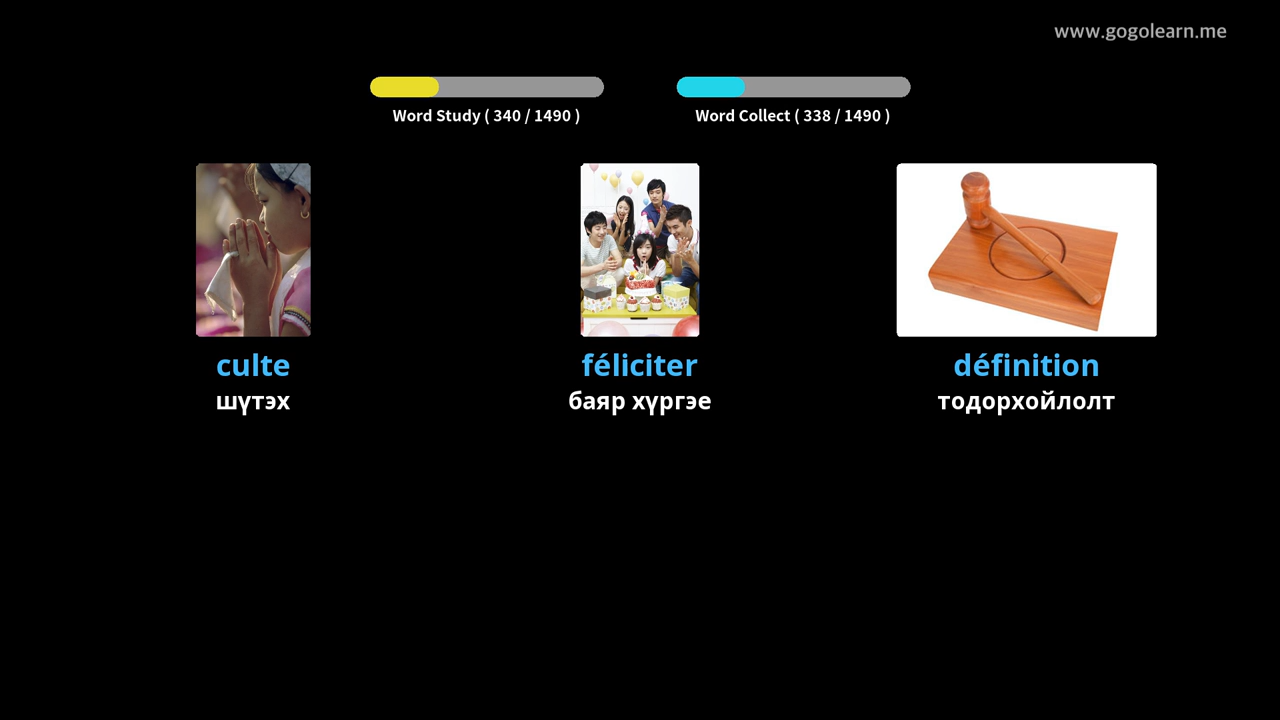 www.gogolearn.me
Word Study ( 340 / 1490 )
Word Collect ( 338 / 1490 )
culte
féliciter
définition
шүтэх
баяр хүргэе
тодорхойлолт